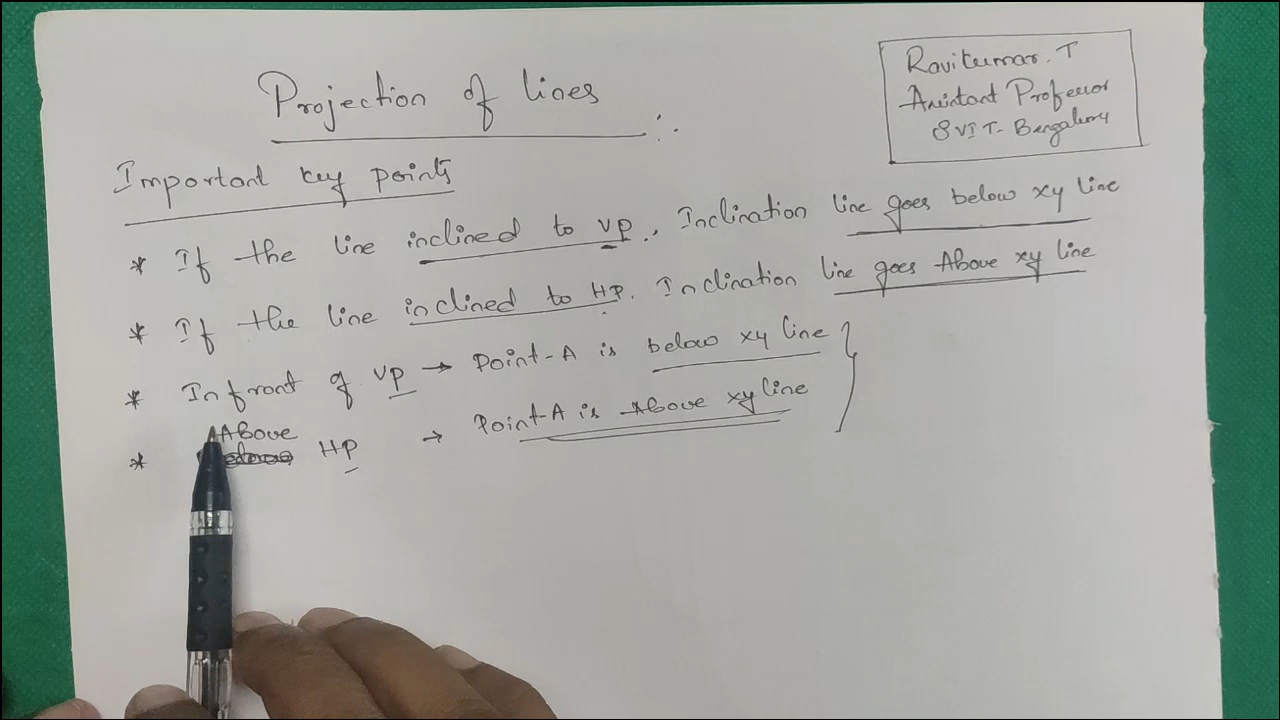 Projection of lines
Ravikumar. T
Assistant Professor
SVIT- Bengaluru
Important key points
* If the line inclined to VP, Inclination line goes below xy line
* If the line inclined to HP. Inclination line goes Above xy line
* Infront of VP → Point-A is below xy line
* Above HP → Point-A is Above xy line